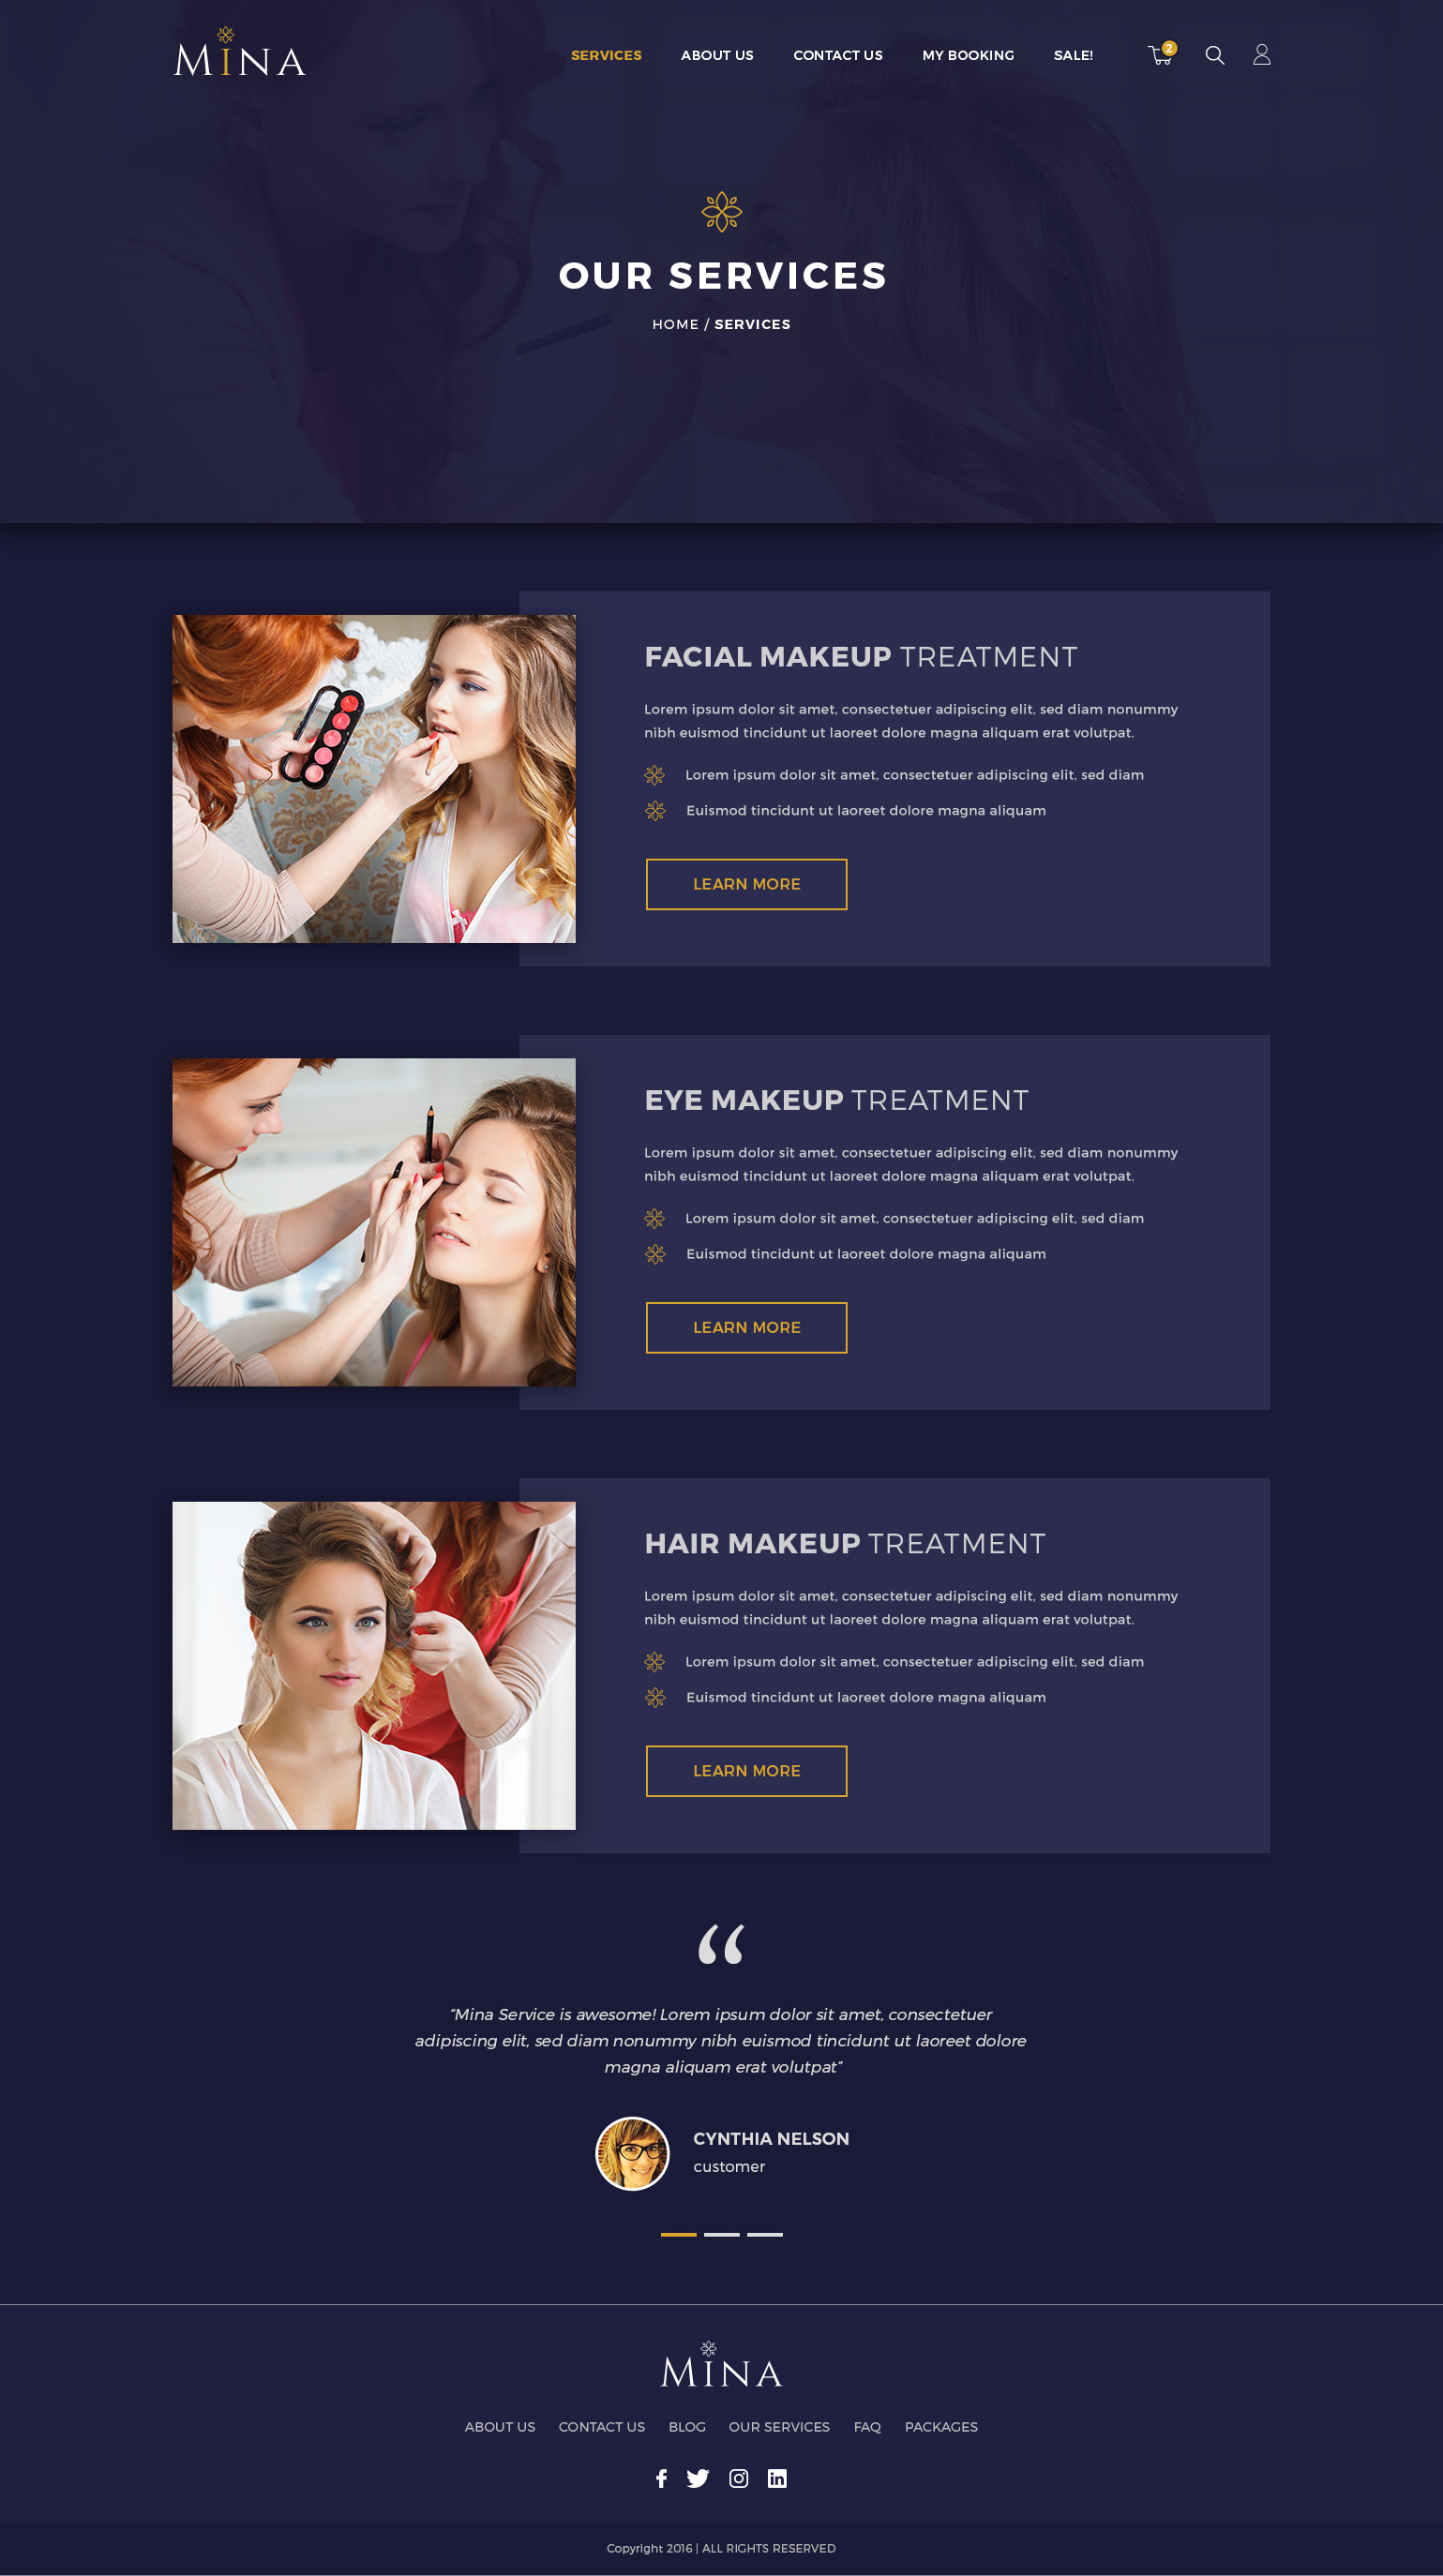 MINA
SERVICES ABOUT US CONTACT US MY BOOKING SALE! 2
OUR SERVICES
HOME / SERVICES
FACIAL MAKEUP TREATMENT
Lorem ipsum dolor sit amet, consectetuer adipiscing elit, sed diam nonummy
nibh euismod tincidunt ut laoreet dolore magna aliquam erat volutpat.
Lorem ipsum dolor sit amet, consectetuer adipiscing elit, sed diam
Euismod tincidunt ut laoreet dolore magna aliquam
LEARN MORE
EYE MAKEUP TREATMENT
Lorem ipsum dolor sit amet, consectetuer adipiscing elit, sed diam nonummy
nibh euismod tincidunt ut laoreet dolore magna aliquam erat volutpat.
Lorem ipsum dolor sit amet, consectetuer adipiscing elit, sed diam
Euismod tincidunt ut laoreet dolore magna aliquam
LEARN MORE
HAIR MAKEUP TREATMENT
Lorem ipsum dolor sit amet, consectetuer adipiscing elit, sed diam nonummy
nibh euismod tincidunt ut laoreet dolore magna aliquam erat volutpat.
Lorem ipsum dolor sit amet, consectetuer adipiscing elit, sed diam
Euismod tincidunt ut laoreet dolore magna aliquam
LEARN MORE
“
“Mina Service is awesome! Lorem ipsum dolor sit amet, consectetuer
adipiscing elit, sed diam nonummy nibh euismod tincidunt ut laoreet dolore
magna aliquam erat volutpat”
CYNTHIA NELSON
customer
MINA
ABOUT US CONTACT US BLOG OUR SERVICES FAQ PACKAGES
Copyright 2016 | ALL RIGHTS RESERVED